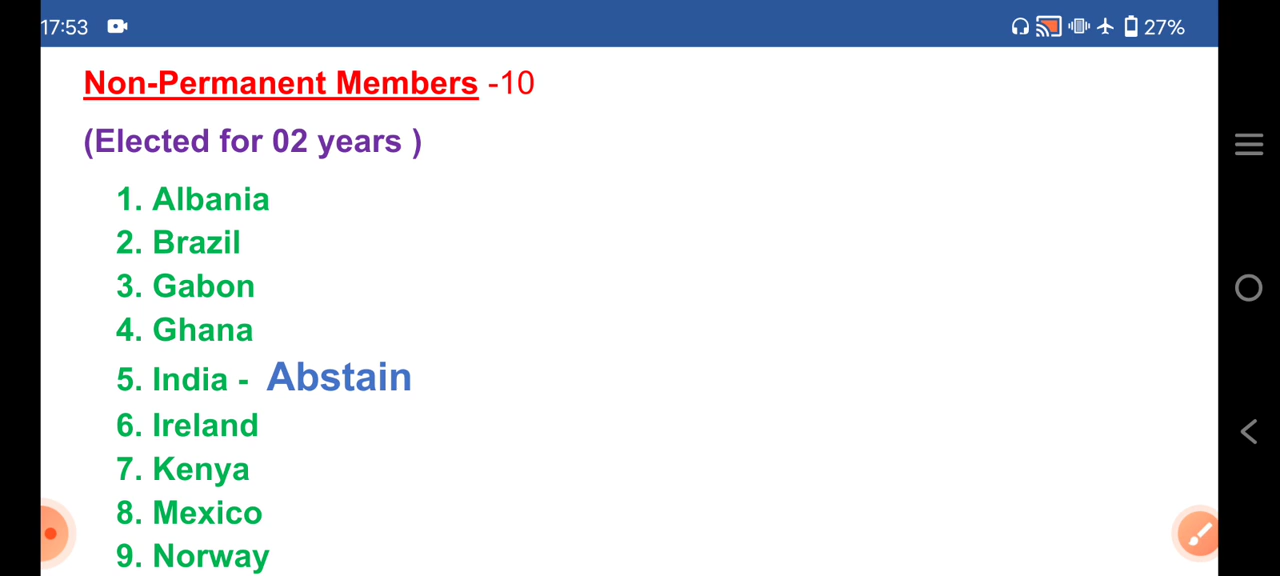 17:53 27%
Non-Permanent Members -10
(Elected for 02 years )
1. Albania
2. Brazil
3. Gabon
4. Ghana
5. India - Abstain
6. Ireland
7. Kenya
8. Mexico
9. Norway